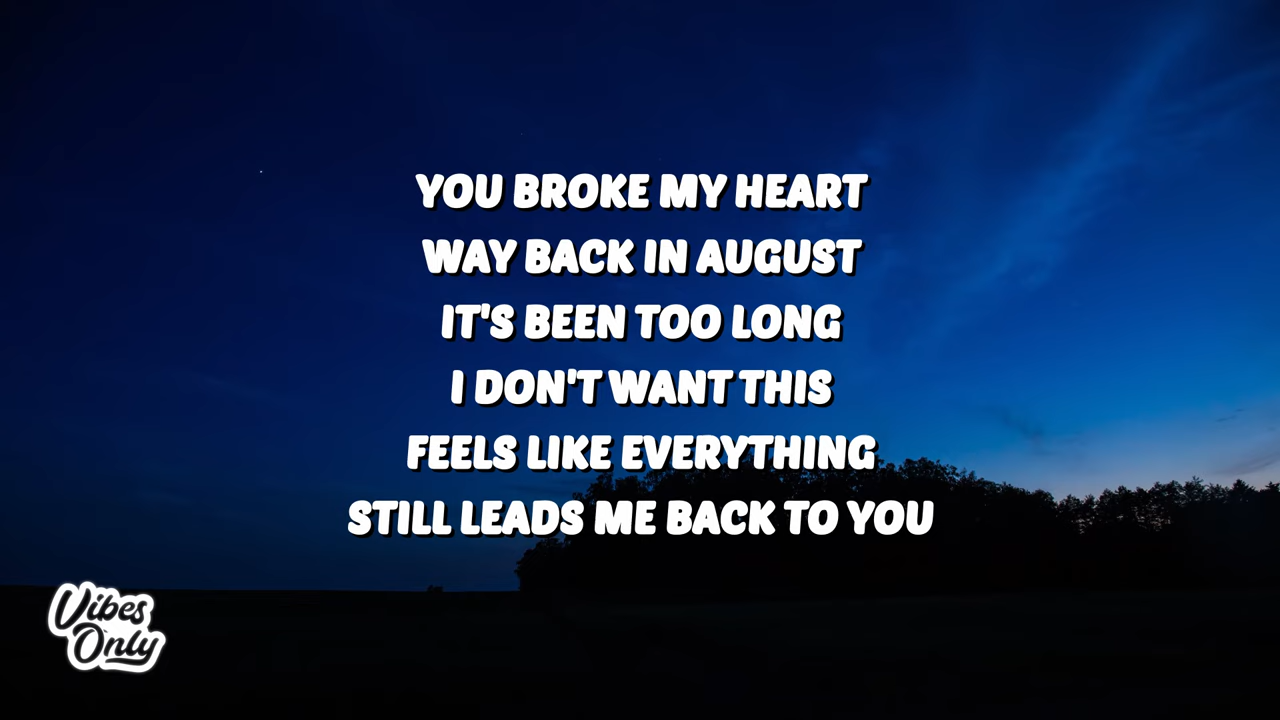 YOU BROKE MY HEART
WAY BACK IN AUGUST
IT'S BEEN TOO LONG
I DON'T WANT THIS
FEELS LIKE EVERYTHING
STILL LEADS ME BACK TO YOU
Vibes
Only